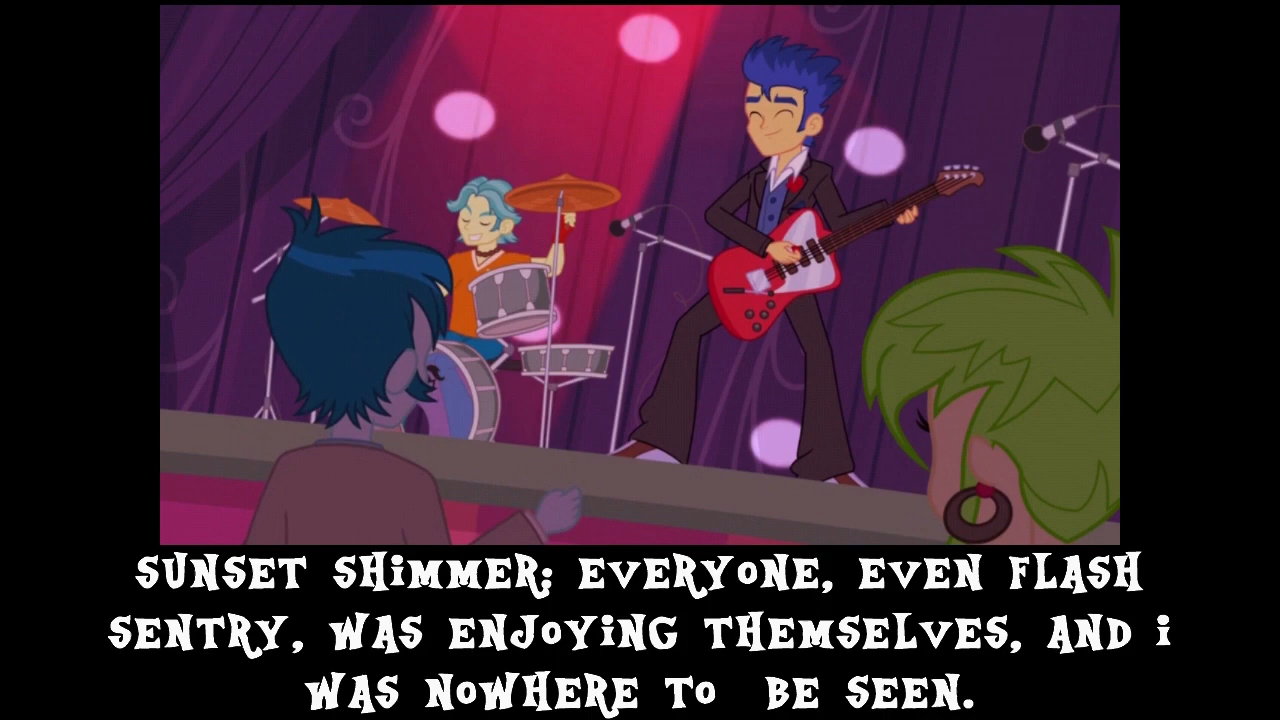 SUNSET SHiMMER: EVERYONE, EVEN FLASH
SENTRY, WAS ENJOYiNG THEMSELVES, AND i
WAS NOWHERE TO BE SEEN.